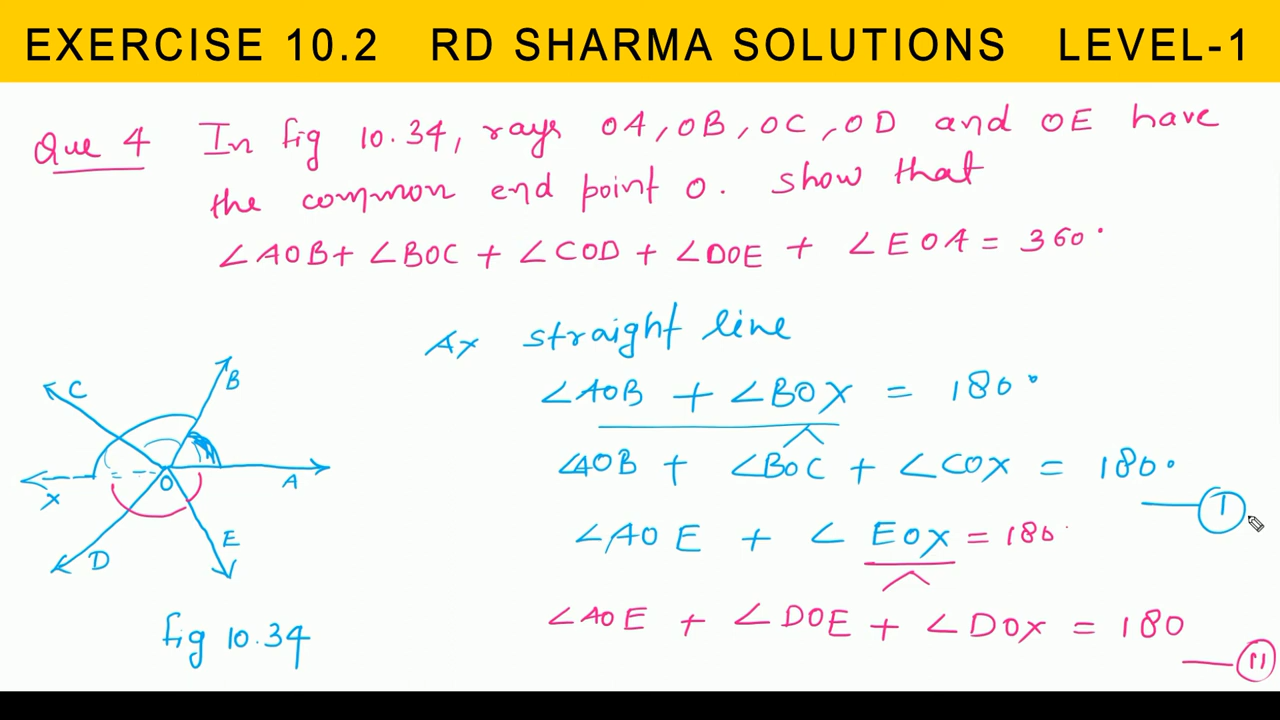 EXERCISE 10.2 RD SHARMA SOLUTIONS LEVEL-1
Que 4 In fig 10.34, rays OA, OB, OC, OD and OE have
the common end point O. Show that
∠AOB + ∠BOC + ∠COD + ∠DOE + ∠EOA = 360°
AX straight line
∠AOB + ∠BOX = 180°
∠AOB + ∠BOC + ∠COX = 180°
I
∠AOE + ∠EOX = 180°
∠AOE + ∠DOE + ∠DOX = 180
II
C
B
X
O
A
D
E
fig 10.34